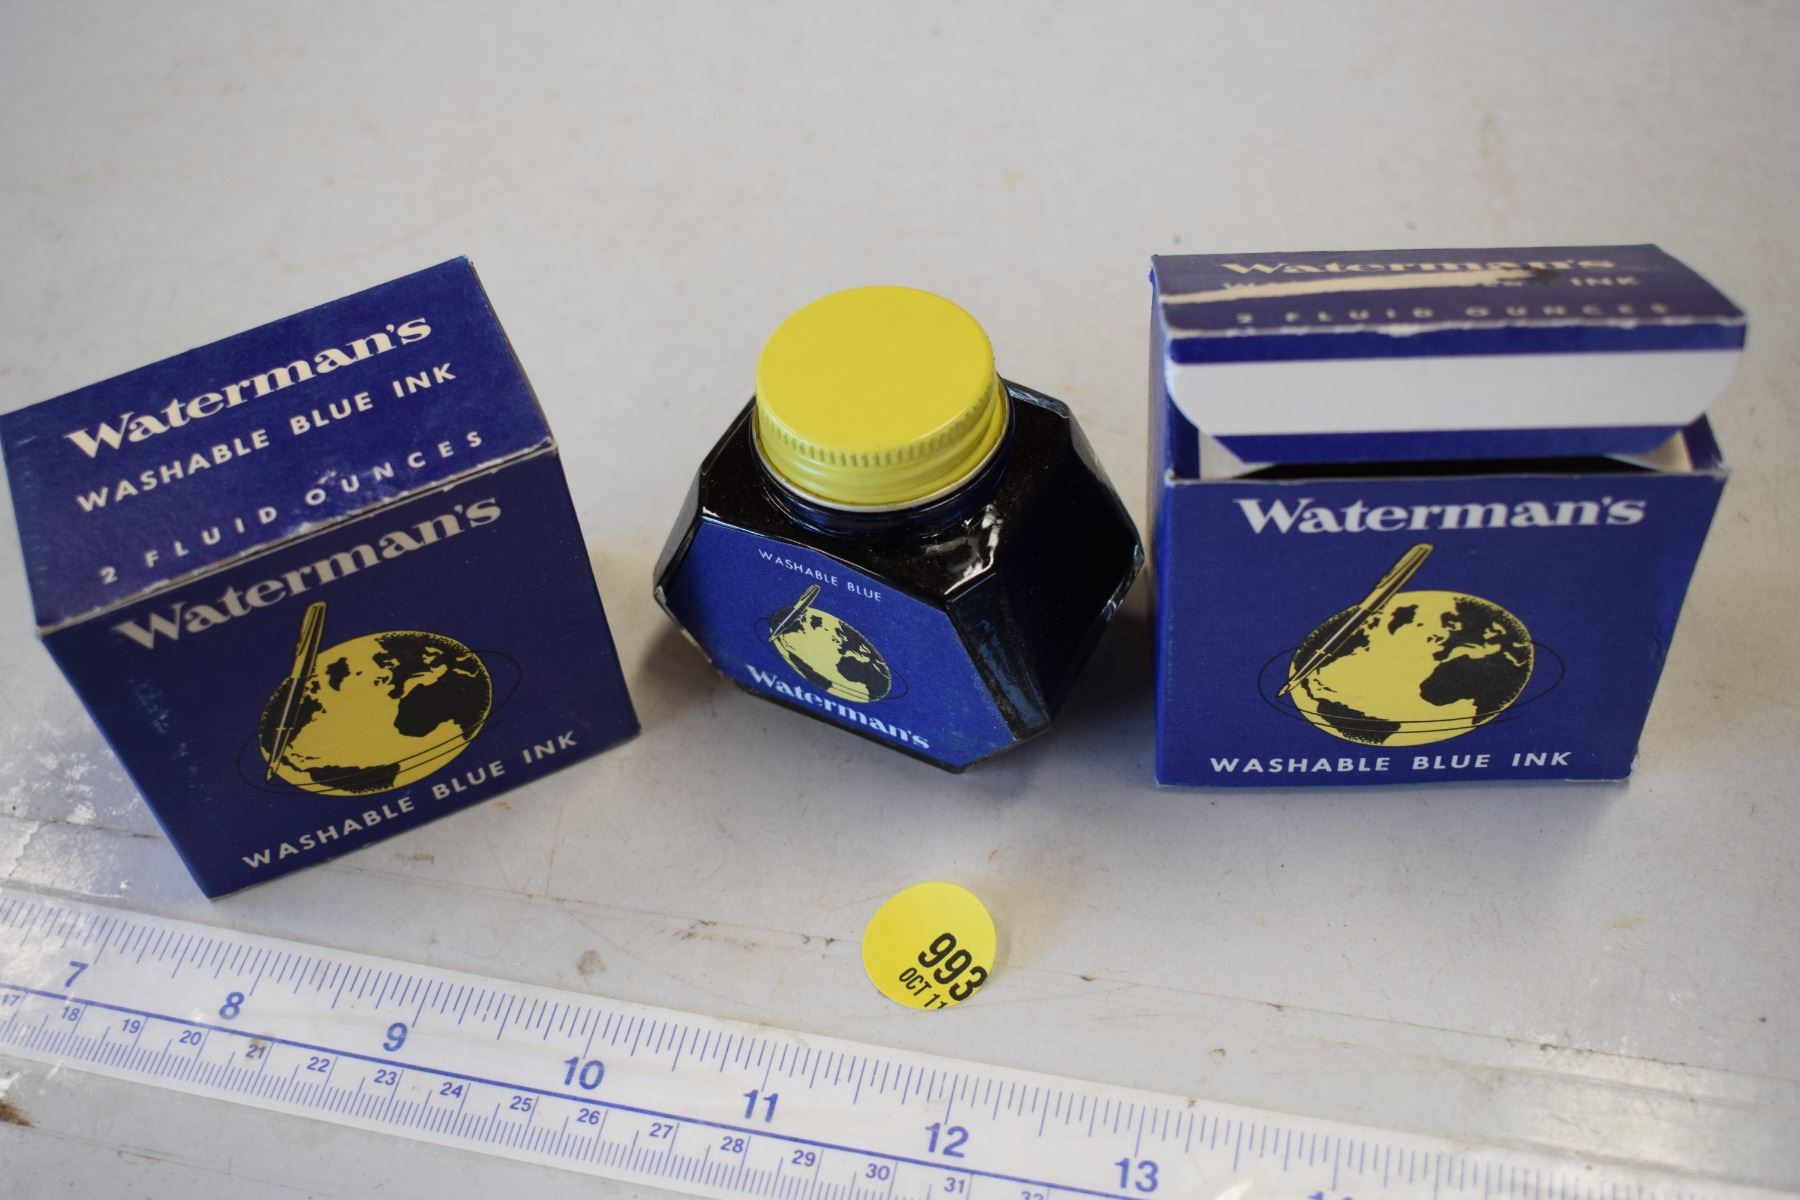 Waterman's
WASHABLE BLUE INK
2 FLUID OUNCES
Waterman's
WASHABLE BLUE INK
WASHABLE BLUE
Waterman's
Waterman's
INK
2 FLUID OUNCES
Waterman's
WASHABLE BLUE INK
993
OCT 11
7 8 9 10 11 12 13
17 18 19 20 21 22 23 24 25 26 27 28 29 30 31 32